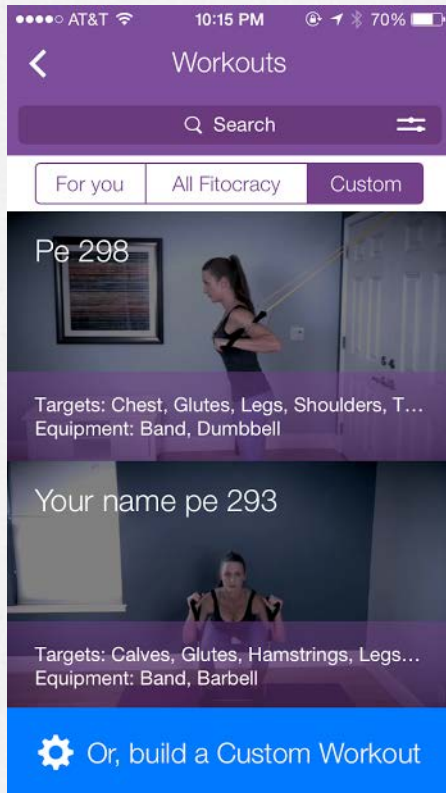 AT&T 10:15 PM 70%
Workouts
Search
For you All Fitocracy Custom
Pe 298
Targets: Chest, Glutes, Legs, Shoulders, T...
Equipment: Band, Dumbbell
Your name pe 293
Targets: Calves, Glutes, Hamstrings, Legs...
Equipment: Band, Barbell
Or, build a Custom Workout